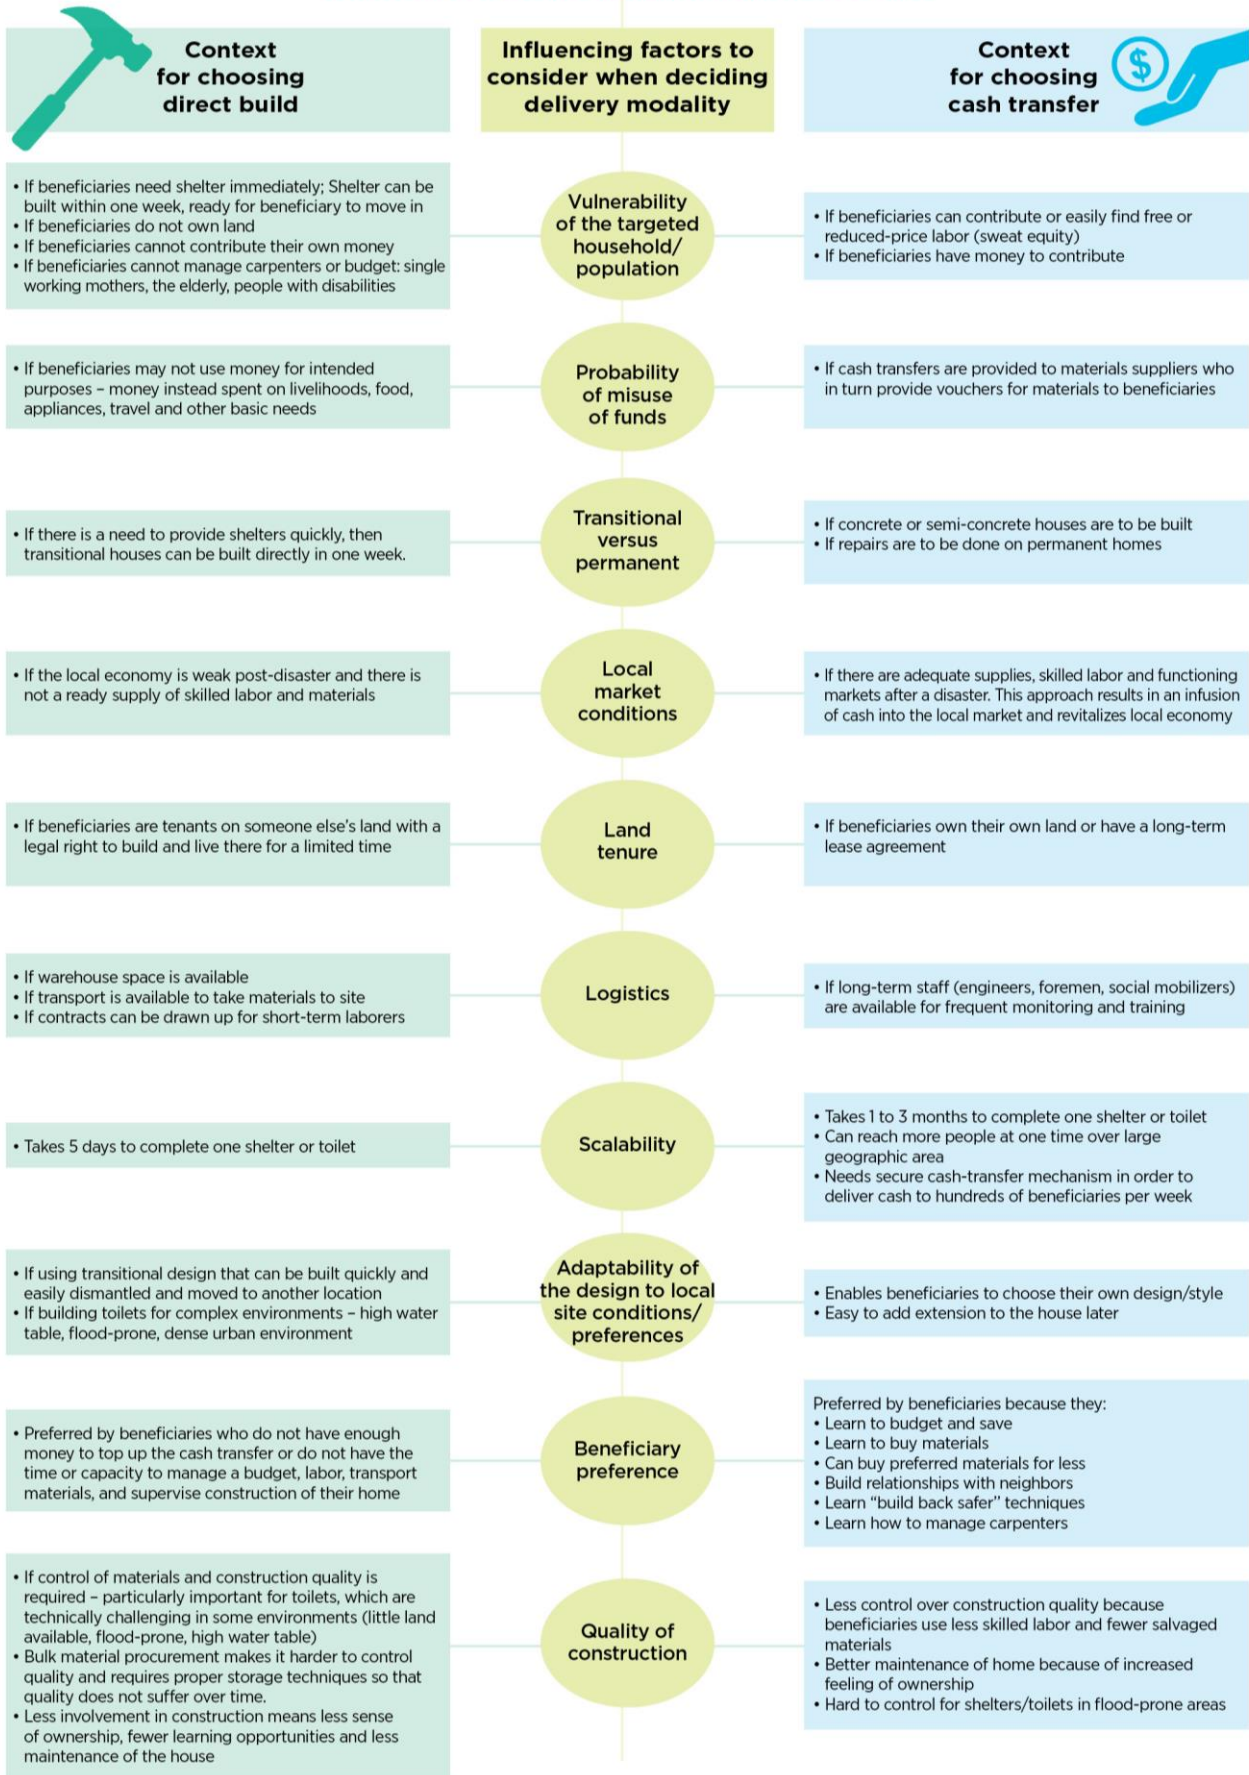 Context
for choosing
direct build
Influencing factors to
consider when deciding
delivery modality
Context
for choosing
cash transfer
$
• If beneficiaries need shelter immediately; Shelter can be
built within one week, ready for beneficiary to move in
• If beneficiaries do not own land
• If beneficiaries cannot contribute their own money
• If beneficiaries cannot manage carpenters or budget: single
working mothers, the elderly, people with disabilities
Vulnerability
of the targeted
household/
population
• If beneficiaries can contribute or easily find free or
reduced-price labor (sweat equity)
• If beneficiaries have money to contribute
• If beneficiaries may not use money for intended
purposes – money instead spent on livelihoods, food,
appliances, travel and other basic needs
Probability
of misuse
of funds
• If cash transfers are provided to materials suppliers who
in turn provide vouchers for materials to beneficiaries
• If there is a need to provide shelters quickly, then
transitional houses can be built directly in one week.
Transitional
versus
permanent
• If concrete or semi-concrete houses are to be built
• If repairs are to be done on permanent homes
• If the local economy is weak post-disaster and there is
not a ready supply of skilled labor and materials
Local
market
conditions
• If there are adequate supplies, skilled labor and functioning
markets after a disaster. This approach results in an infusion
of cash into the local market and revitalizes local economy
• If beneficiaries are tenants on someone else’s land with a
legal right to build and live there for a limited time
Land
tenure
• If beneficiaries own their own land or have a long-term
lease agreement
• If warehouse space is available
• If transport is available to take materials to site
• If contracts can be drawn up for short-term laborers
Logistics
• If long-term staff (engineers, foremen, social mobilizers)
are available for frequent monitoring and training
• Takes 5 days to complete one shelter or toilet
Scalability
• Takes 1 to 3 months to complete one shelter or toilet
• Can reach more people at one time over large
geographic area
• Needs secure cash-transfer mechanism in order to
deliver cash to hundreds of beneficiaries per week
• If using transitional design that can be built quickly and
easily dismantled and moved to another location
• If building toilets for complex environments – high water
table, flood-prone, dense urban environment
Adaptability of
the design to local
site conditions/
preferences
• Enables beneficiaries to choose their own design/style
• Easy to add extension to the house later
• Preferred by beneficiaries who do not have enough
money to top up the cash transfer or do not have the
time or capacity to manage a budget, labor, transport
materials, and supervise construction of their home
Beneficiary
preference
Preferred by beneficiaries because they:
• Learn to budget and save
• Learn to buy materials
• Can buy preferred materials for less
• Build relationships with neighbors
• Learn “build back safer” techniques
• Learn how to manage carpenters
• If control of materials and construction quality is
required – particularly important for toilets, which are
technically challenging in some environments (little land
available, flood-prone, high water table)
• Bulk material procurement makes it harder to control
quality and requires proper storage techniques so that
quality does not suffer over time.
• Less involvement in construction means less sense
of ownership, fewer learning opportunities and less
maintenance of the house
Quality of
construction
• Less control over construction quality because
beneficiaries use less skilled labor and fewer salvaged
materials
• Better maintenance of home because of increased
feeling of ownership
• Hard to control for shelters/toilets in flood-prone areas